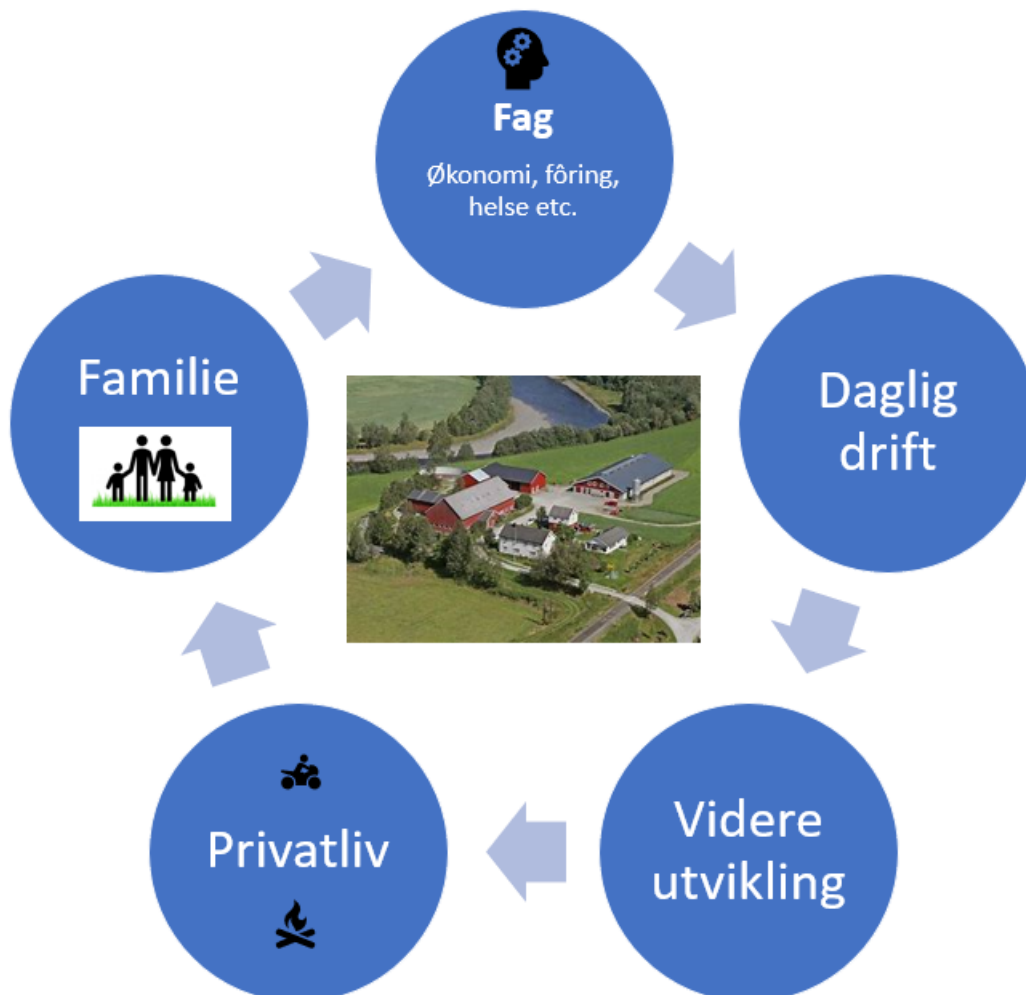 Fag
Økonomi, fôring,
helse etc.
Daglig
drift
Videre
utvikling
Privatliv
Familie